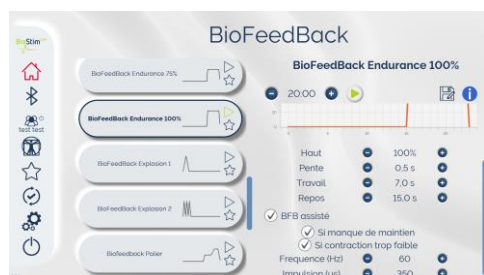 BioFeedBack
BioStim
test test
BioFeedBack Endurance 75%
BioFeedBack Endurance 100%
BioFeedBack Explosion 1
BioFeedBack Explosion 2
Biofeedback Palier
BioFeedBack Endurance 100%
20:00
Haut 100%
Pente 0,5 s
Travail 7,0 s
Repos 15,0 s
BFB assisté
Si manque de maintien
Si contraction trop faible
Frequence (Hz) 60
Impulsion (µs) 350